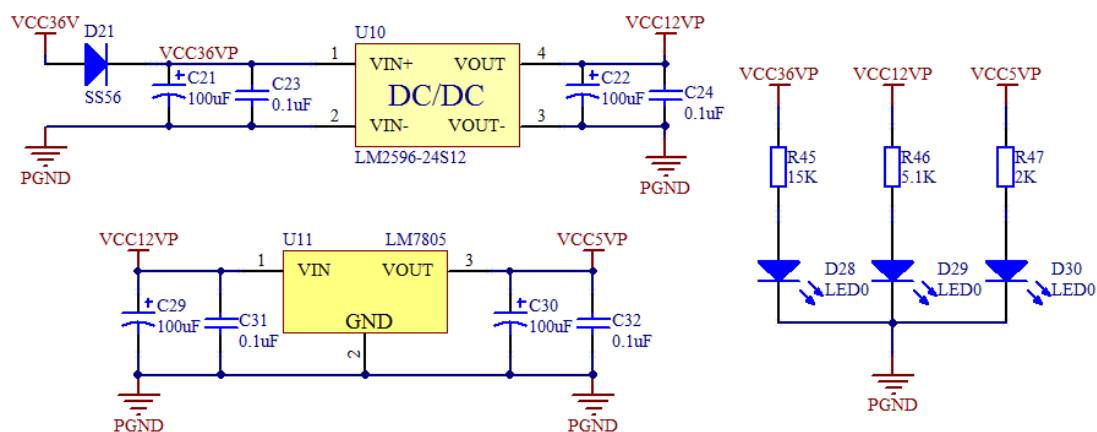 VCC36V
D21
SS56
VCC36VP
C21
100uF
C23
0.1uF
PGND
U10
1
VIN+
VOUT
4
DC/DC
2
VIN-
VOUT-
3
LM2596-24S12
VCC12VP
C22
100uF
C24
0.1uF
PGND
VCC12VP
U11
LM7805
1
VIN
VOUT
3
GND
2
C29
100uF
C31
0.1uF
PGND
VCC5VP
C30
100uF
C32
0.1uF
PGND
VCC36VP
VCC12VP
VCC5VP
R45
15K
R46
5.1K
R47
2K
D28
LED0
D29
LED0
D30
LED0
PGND